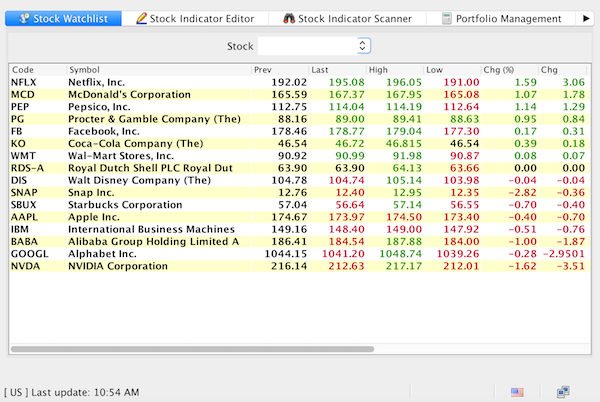 Stock Watchlist Stock Indicator Editor Stock Indicator Scanner Portfolio Management
Stock
Code Symbol Prev Last High Low Chg (%) Chg
NFLX Netflix, Inc. 192.02 195.08 196.05 191.00 1.59 3.06
MCD McDonald's Corporation 165.59 167.37 167.95 165.08 1.07 1.78
PEP Pepsico, Inc. 112.75 114.04 114.19 112.64 1.14 1.29
PG Procter & Gamble Company (The) 88.16 89.00 89.41 88.63 0.95 0.84
FB Facebook, Inc. 178.46 178.77 179.04 177.30 0.17 0.31
KO Coca-Cola Company (The) 46.54 46.72 46.815 46.54 0.39 0.18
WMT Wal-Mart Stores, Inc. 90.92 90.99 91.98 90.87 0.08 0.07
RDS-A Royal Dutch Shell PLC Royal Dut 63.90 63.90 64.13 63.66 0.00 0.00
DIS Walt Disney Company (The) 104.78 104.74 105.14 103.98 -0.04 -0.04
SNAP Snap Inc. 12.76 12.40 12.95 12.35 -2.82 -0.36
SBUX Starbucks Corporation 57.04 56.64 57.14 56.55 -0.70 -0.40
AAPL Apple Inc. 174.67 173.97 174.50 173.40 -0.40 -0.70
IBM International Business Machines 149.16 148.40 149.00 147.92 -0.51 -0.76
BABA Alibaba Group Holding Limited A 186.41 184.54 187.88 184.00 -1.00 -1.87
GOOGL Alphabet Inc. 1044.15 1041.20 1048.74 1039.26 -0.28 -2.9501
NVDA NVIDIA Corporation 216.14 212.63 217.17 212.01 -1.62 -3.51
[ US ] Last update: 10:54 AM